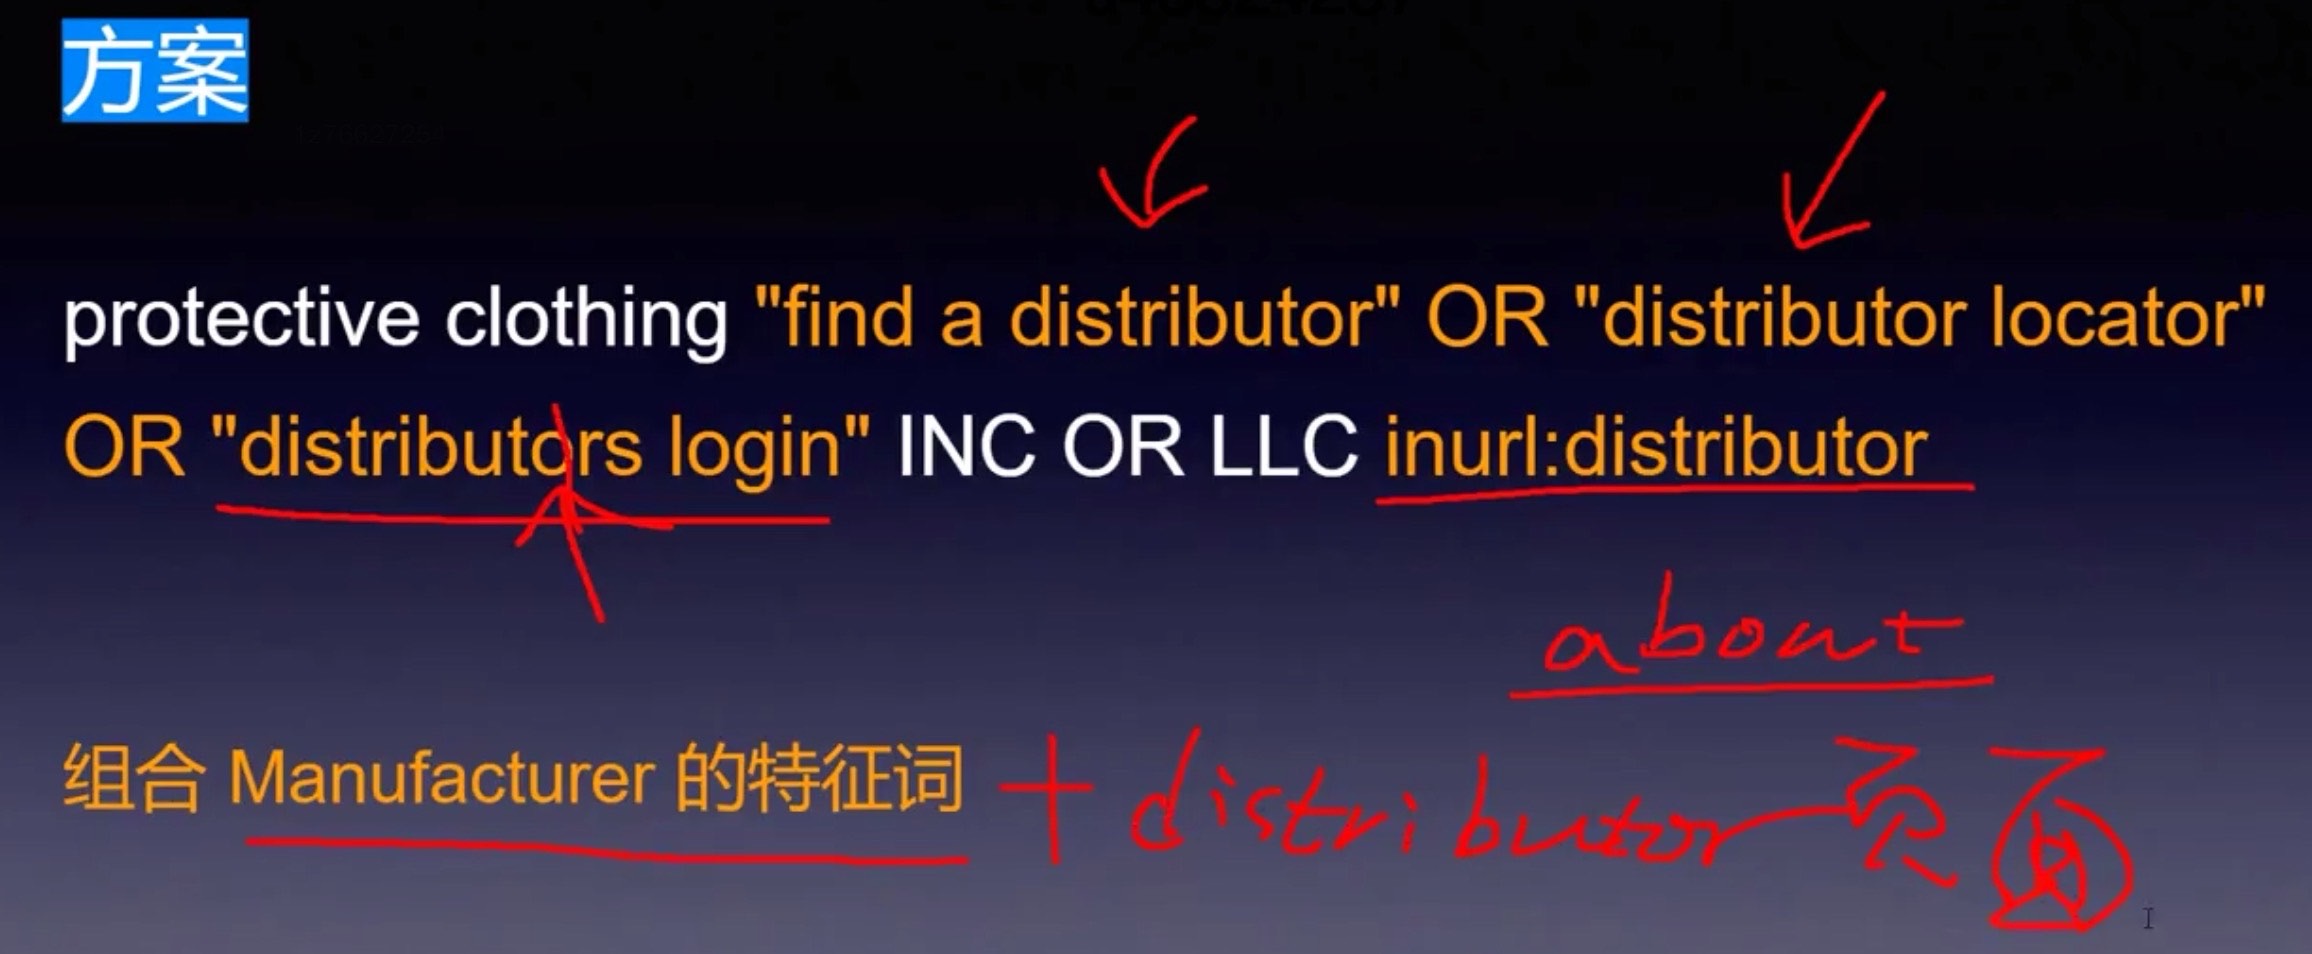 方案
protective clothing "find a distributor" OR "distributor locator"
OR "distributors login" INC OR LLC inurl:distributor
about
组合 Manufacturer 的特征词 + distributor 页面